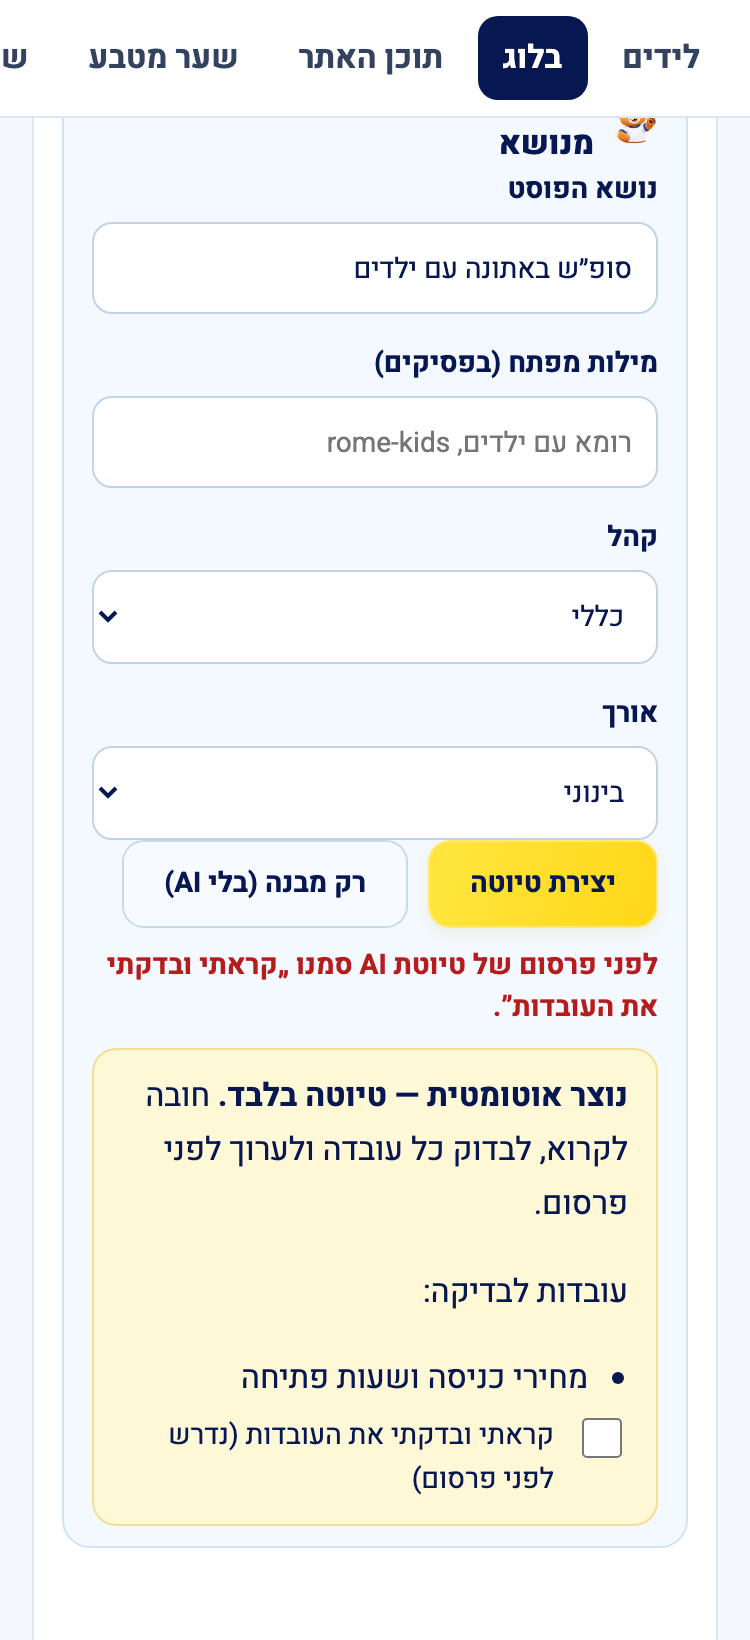 לידים
בלוג
תוכן האתר
שער מטבע
מנושא
נושא הפוסט
סופ״ש באתונה עם ילדים
מילות מפתח (בפסיקים)
רומא עם ילדים, rome-kids
קהל
כללי
אורך
בינוני
יצירת טיוטה
רק מבנה (בלי AI)
לפני פרסום של טיוטת AI סמנו „קראתי ובדקתי
את העובדות”.
נוצר אוטומטית — טיוטה בלבד. חובה
לקרוא, לבדוק כל עובדה ולערוך לפני
פרסום.
עובדות לבדיקה:
• מחירי כניסה ושעות פתיחה
קראתי ובדקתי את העובדות (נדרש
לפני פרסום)